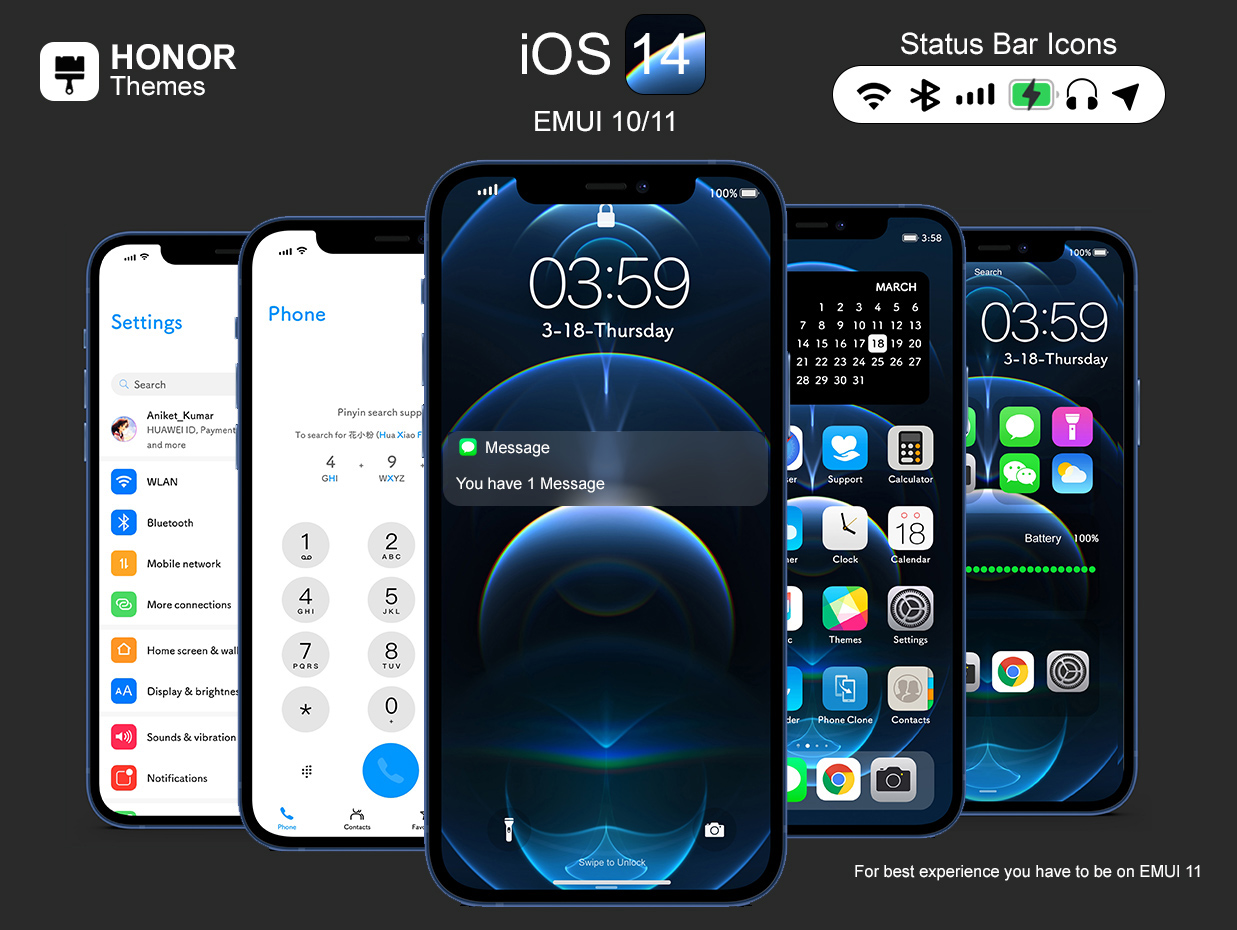 HONOR
Themes
iOS 14
EMUI 10/11
Status Bar Icons
Settings
Search
Aniket_Kumar
HUAWEI ID, Payment
and more
WLAN
Bluetooth
Mobile network
More connections
Home screen & wal
Display & brightnes
Sounds & vibration
Notifications
Phone
Pinyin search supp
To search for 花小粉 (Hua Xiao F
4 + 9 +
GHI WXYZ
1 2
ABC
4 5
GHI JKL
7 8
PQRS TUV
* 0
+
Phone Contacts Favo
100%
03:59
3-18-Thursday
Message
You have 1 Message
Swipe to Unlock
3:58
MARCH
1 2 3 4 5 6
7 8 9 10 11 12 13
14 15 16 17 18 19 20
21 22 23 24 25 26 27
28 29 30 31
ser Support Calculator
18
her Clock Calendar
ic Themes Settings
der Phone Clone Contacts
100%
Search
03:59
3-18-Thursday
Battery 100%
For best experience you have to be on EMUI 11